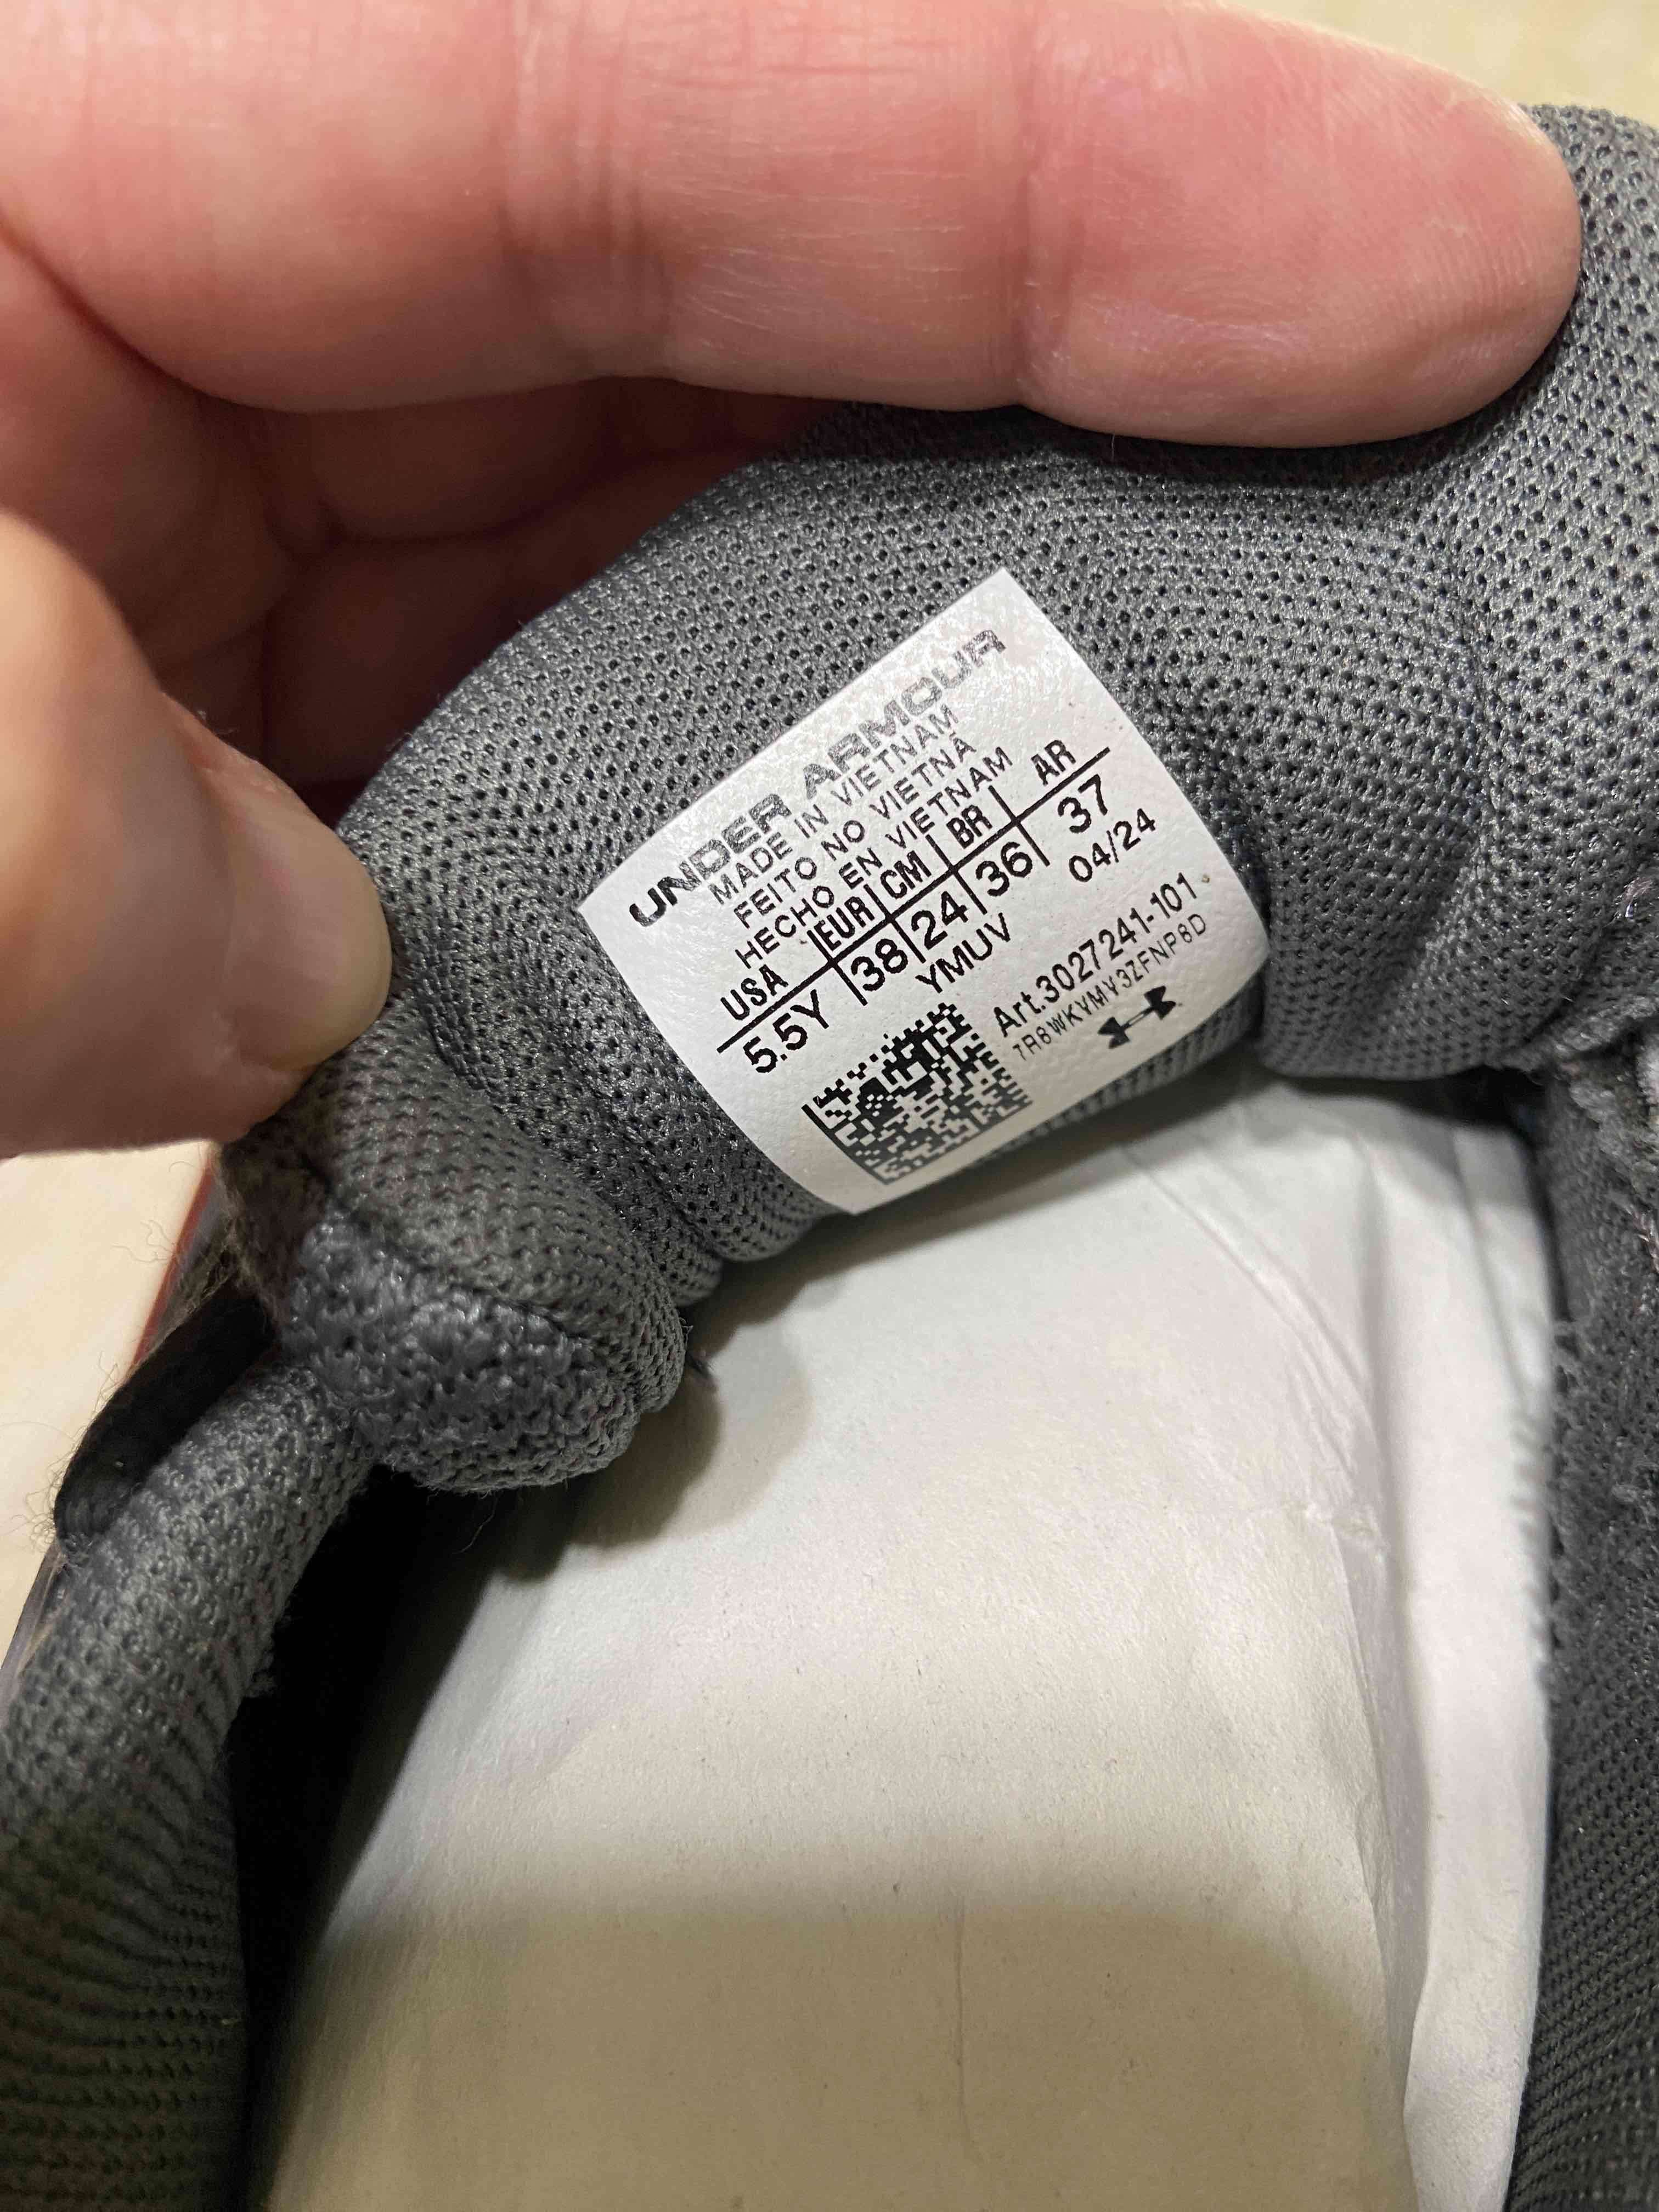 UNDER ARMOUR
MADE IN VIETNAM
FEITO NO VIETNÃ
HECHO EN VIETNAM
USA EUR CM BR AR
5.5Y 38 24 36 37
YMUV 04/24
Art.3027241-101
7R6WKVMV3ZFNP6D